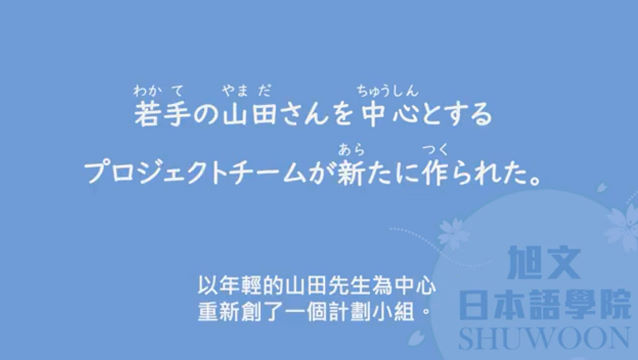 わか て やま だ ちゅうしん
若手の山田さんを中心とする
あら つく
プロジェクトチームが新たに作られた。
以年輕的山田先生為中心
重新創了一個計劃小組。
旭文
日本語學院
SHUWOON